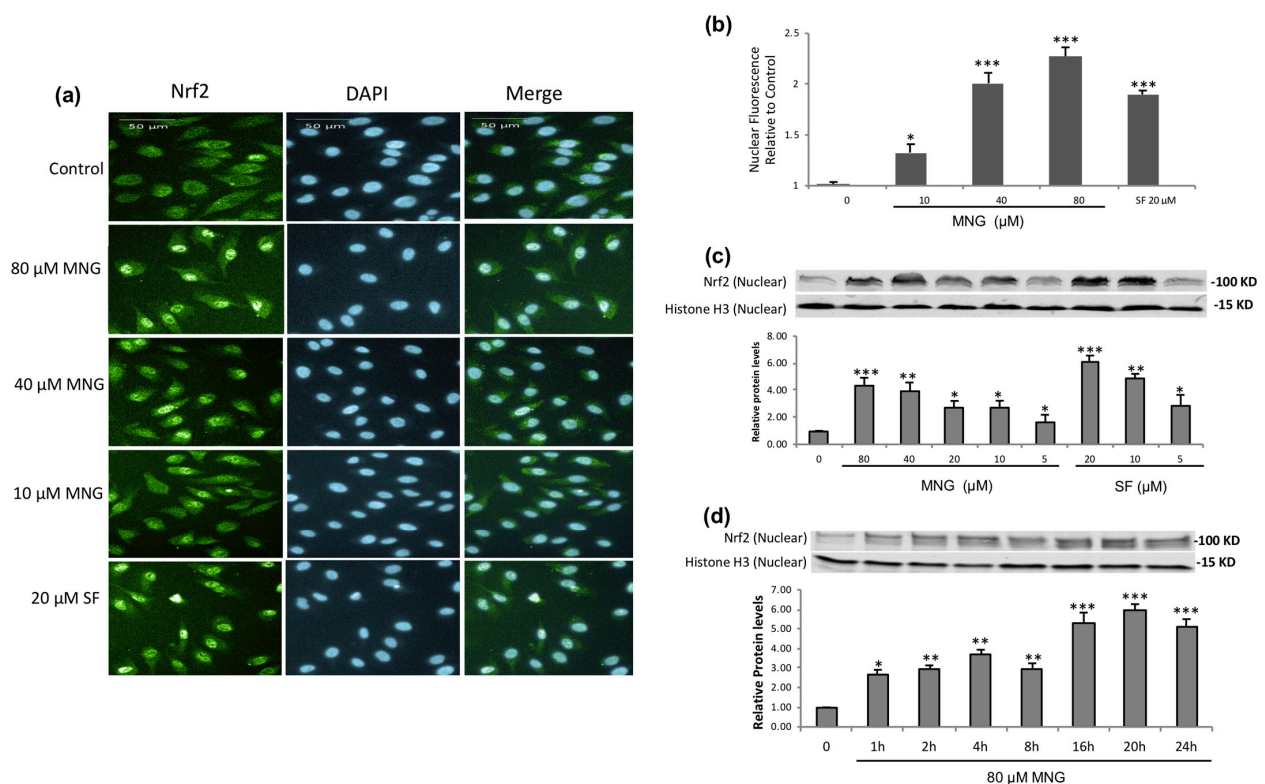 (a)
Nrf2 DAPI Merge
50 µm 50 µm 50 µm
Control
80 µM MNG
40 µM MNG
10 µM MNG
20 µM SF
(b)
Nuclear Fluorescence
Relative to Control
2.5
2
1.5
1
* *** *** ***
0 10 40 80 SF 20 µM
MNG (µM)
(c)
Nrf2 (Nuclear) -100 KD
Histone H3 (Nuclear) -15 KD
Relative protein levels
8.00
6.00
4.00
2.00
0.00
*** ** * * * *** ** *
0 80 40 20 10 5 20 10 5
MNG (µM) SF (µM)
(d)
Nrf2 (Nuclear) -100 KD
Histone H3 (Nuclear) -15 KD
Relative Protein levels
7.00
6.00
5.00
4.00
3.00
2.00
1.00
0.00
* ** ** ** *** *** ***
0 1h 2h 4h 8h 16h 20h 24h
80 µM MNG